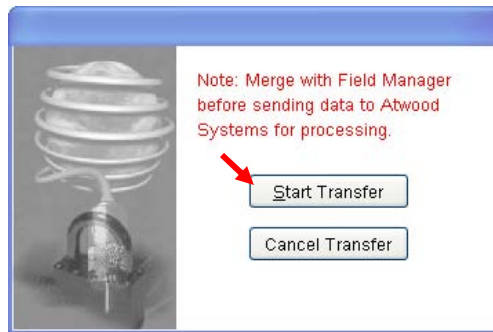 Note: Merge with Field Manager
before sending data to Atwood
Systems for processing.
Start Transfer
Cancel Transfer